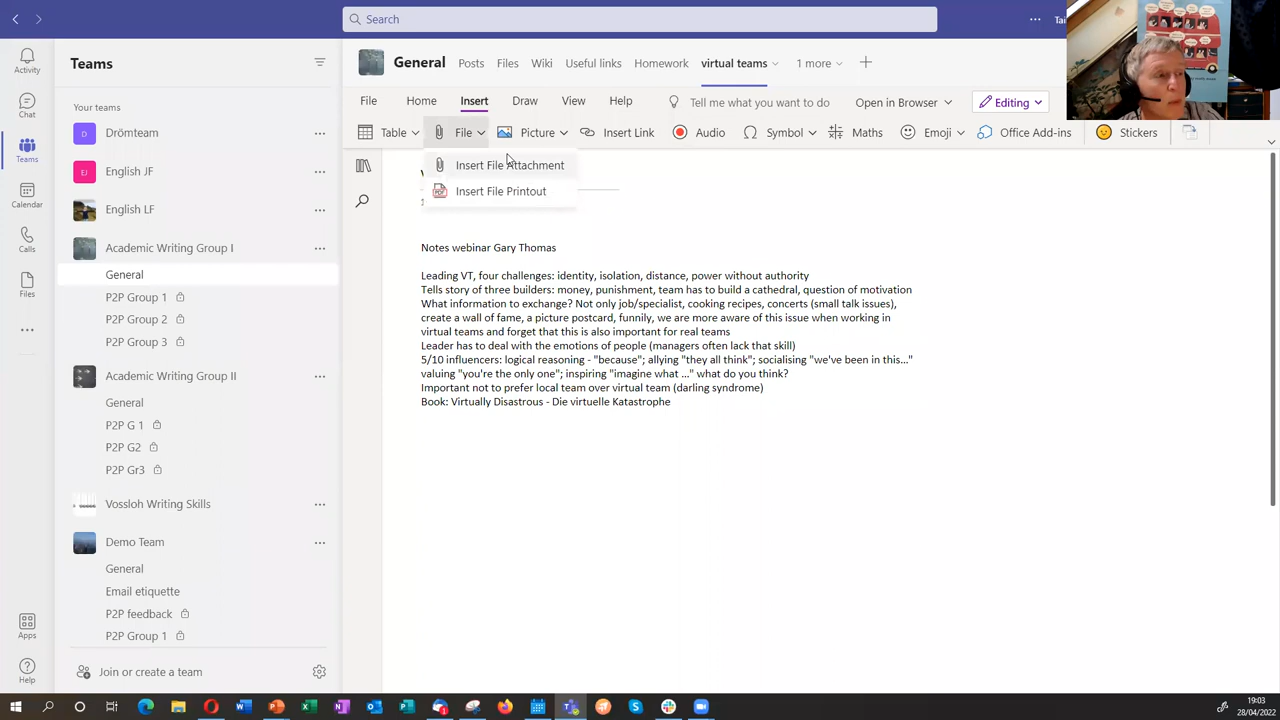 Search
Tai
Activity
Chat
Teams
Calendar
Calls
Files
Apps
Help
Teams
Your teams
D Drömteam
EJ English JF
English LF
Academic Writing Group I
General
P2P Group 1
P2P Group 2
P2P Group 3
Academic Writing Group II
General
P2P G 1
P2P G2
P2P Gr3
Vossloh Writing Skills
Demo Team
General
Email etiquette
P2P feedback
P2P Group 1
Join or create a team
General Posts Files Wiki Useful links Homework virtual teams 1 more
File Home Insert Draw View Help Tell me what you want to do Open in Browser Editing
Table File Picture Insert Link Audio Symbol Maths Emoji Office Add-ins Stickers
Insert File Attachment
PDF Insert File Printout
Notes webinar Gary Thomas
Leading VT, four challenges: identity, isolation, distance, power without authority
Tells story of three builders: money, punishment, team has to build a cathedral, question of motivation
What information to exchange? Not only job/specialist, cooking recipes, concerts (small talk issues),
create a wall of fame, a picture postcard, funnily, we are more aware of this issue when working in
virtual teams and forget that this is also important for real teams
Leader has to deal with the emotions of people (managers often lack that skill)
5/10 influencers: logical reasoning - "because"; allying "they all think"; socialising "we've been in this..."
valuing "you're the only one"; inspiring "imagine what ..." what do you think?
Important not to prefer local team over virtual team (darling syndrome)
Book: Virtually Disastrous - Die virtuelle Katastrophe
19:03
28/04/2022